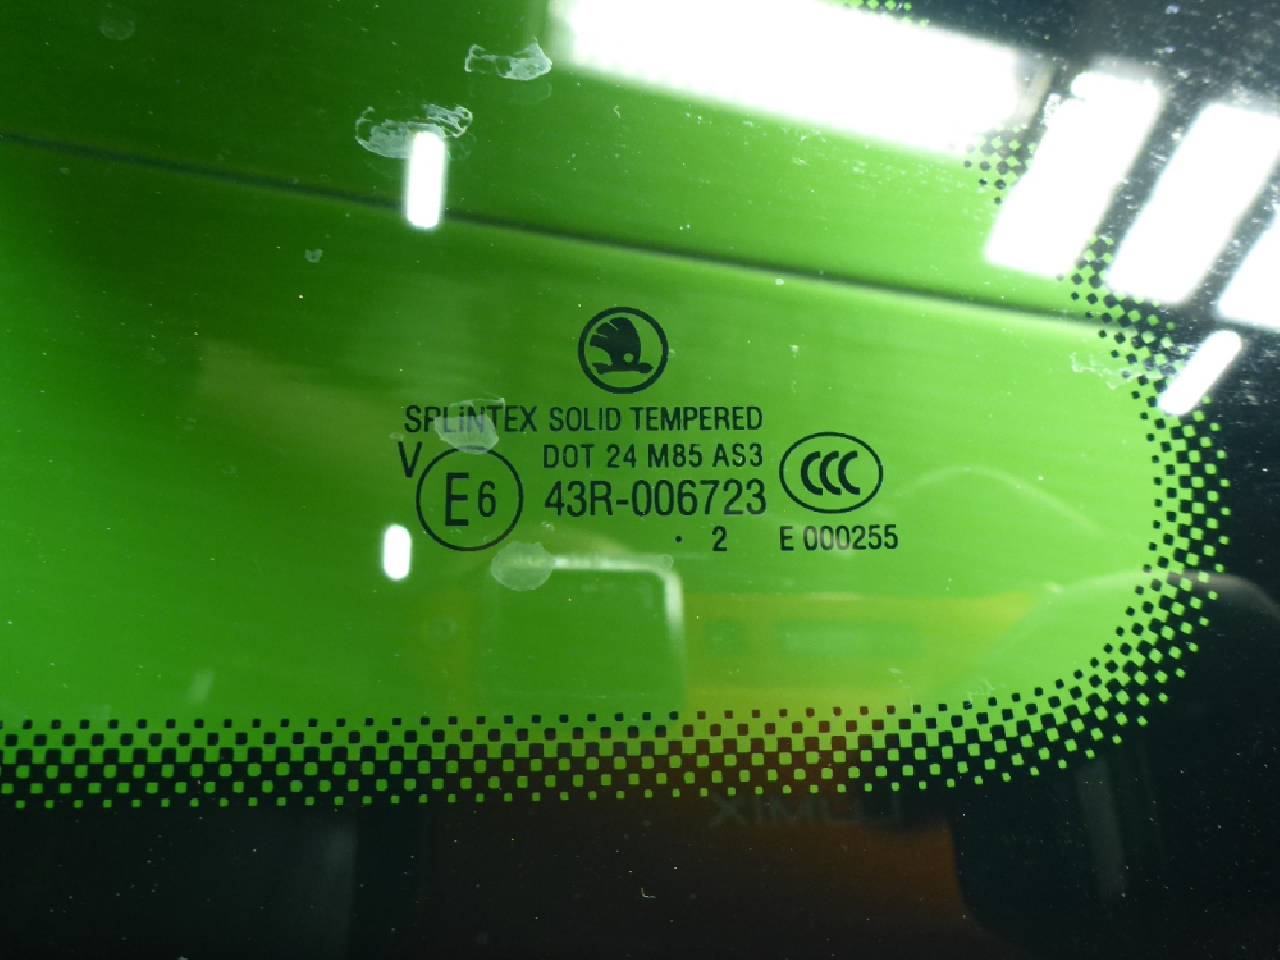 SPLiNTEX SOLID TEMPERED
V
DOT 24 M85 AS3
CCC
E6
43R-006723
· 2
E 000255